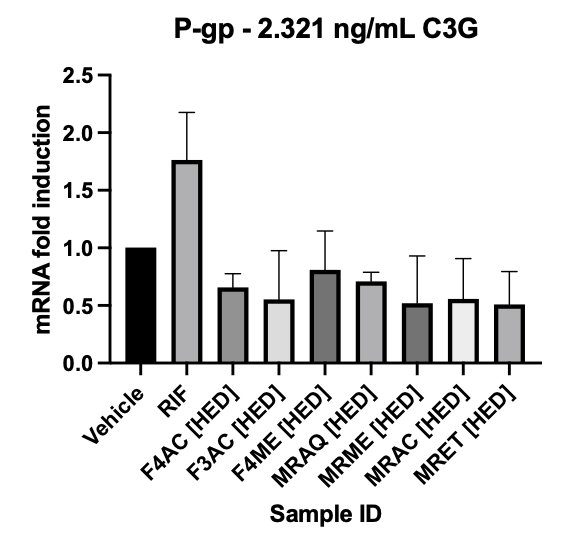 P-gp - 2.321 ng/mL C3G
mRNA fold induction
2.5
2.0
1.5
1.0
0.5
0.0
Vehicle
RIF
F4AC [HED]
F3AC [HED]
F4ME [HED]
MRAQ [HED]
MRME [HED]
MRAC [HED]
MRET [HED]
Sample ID